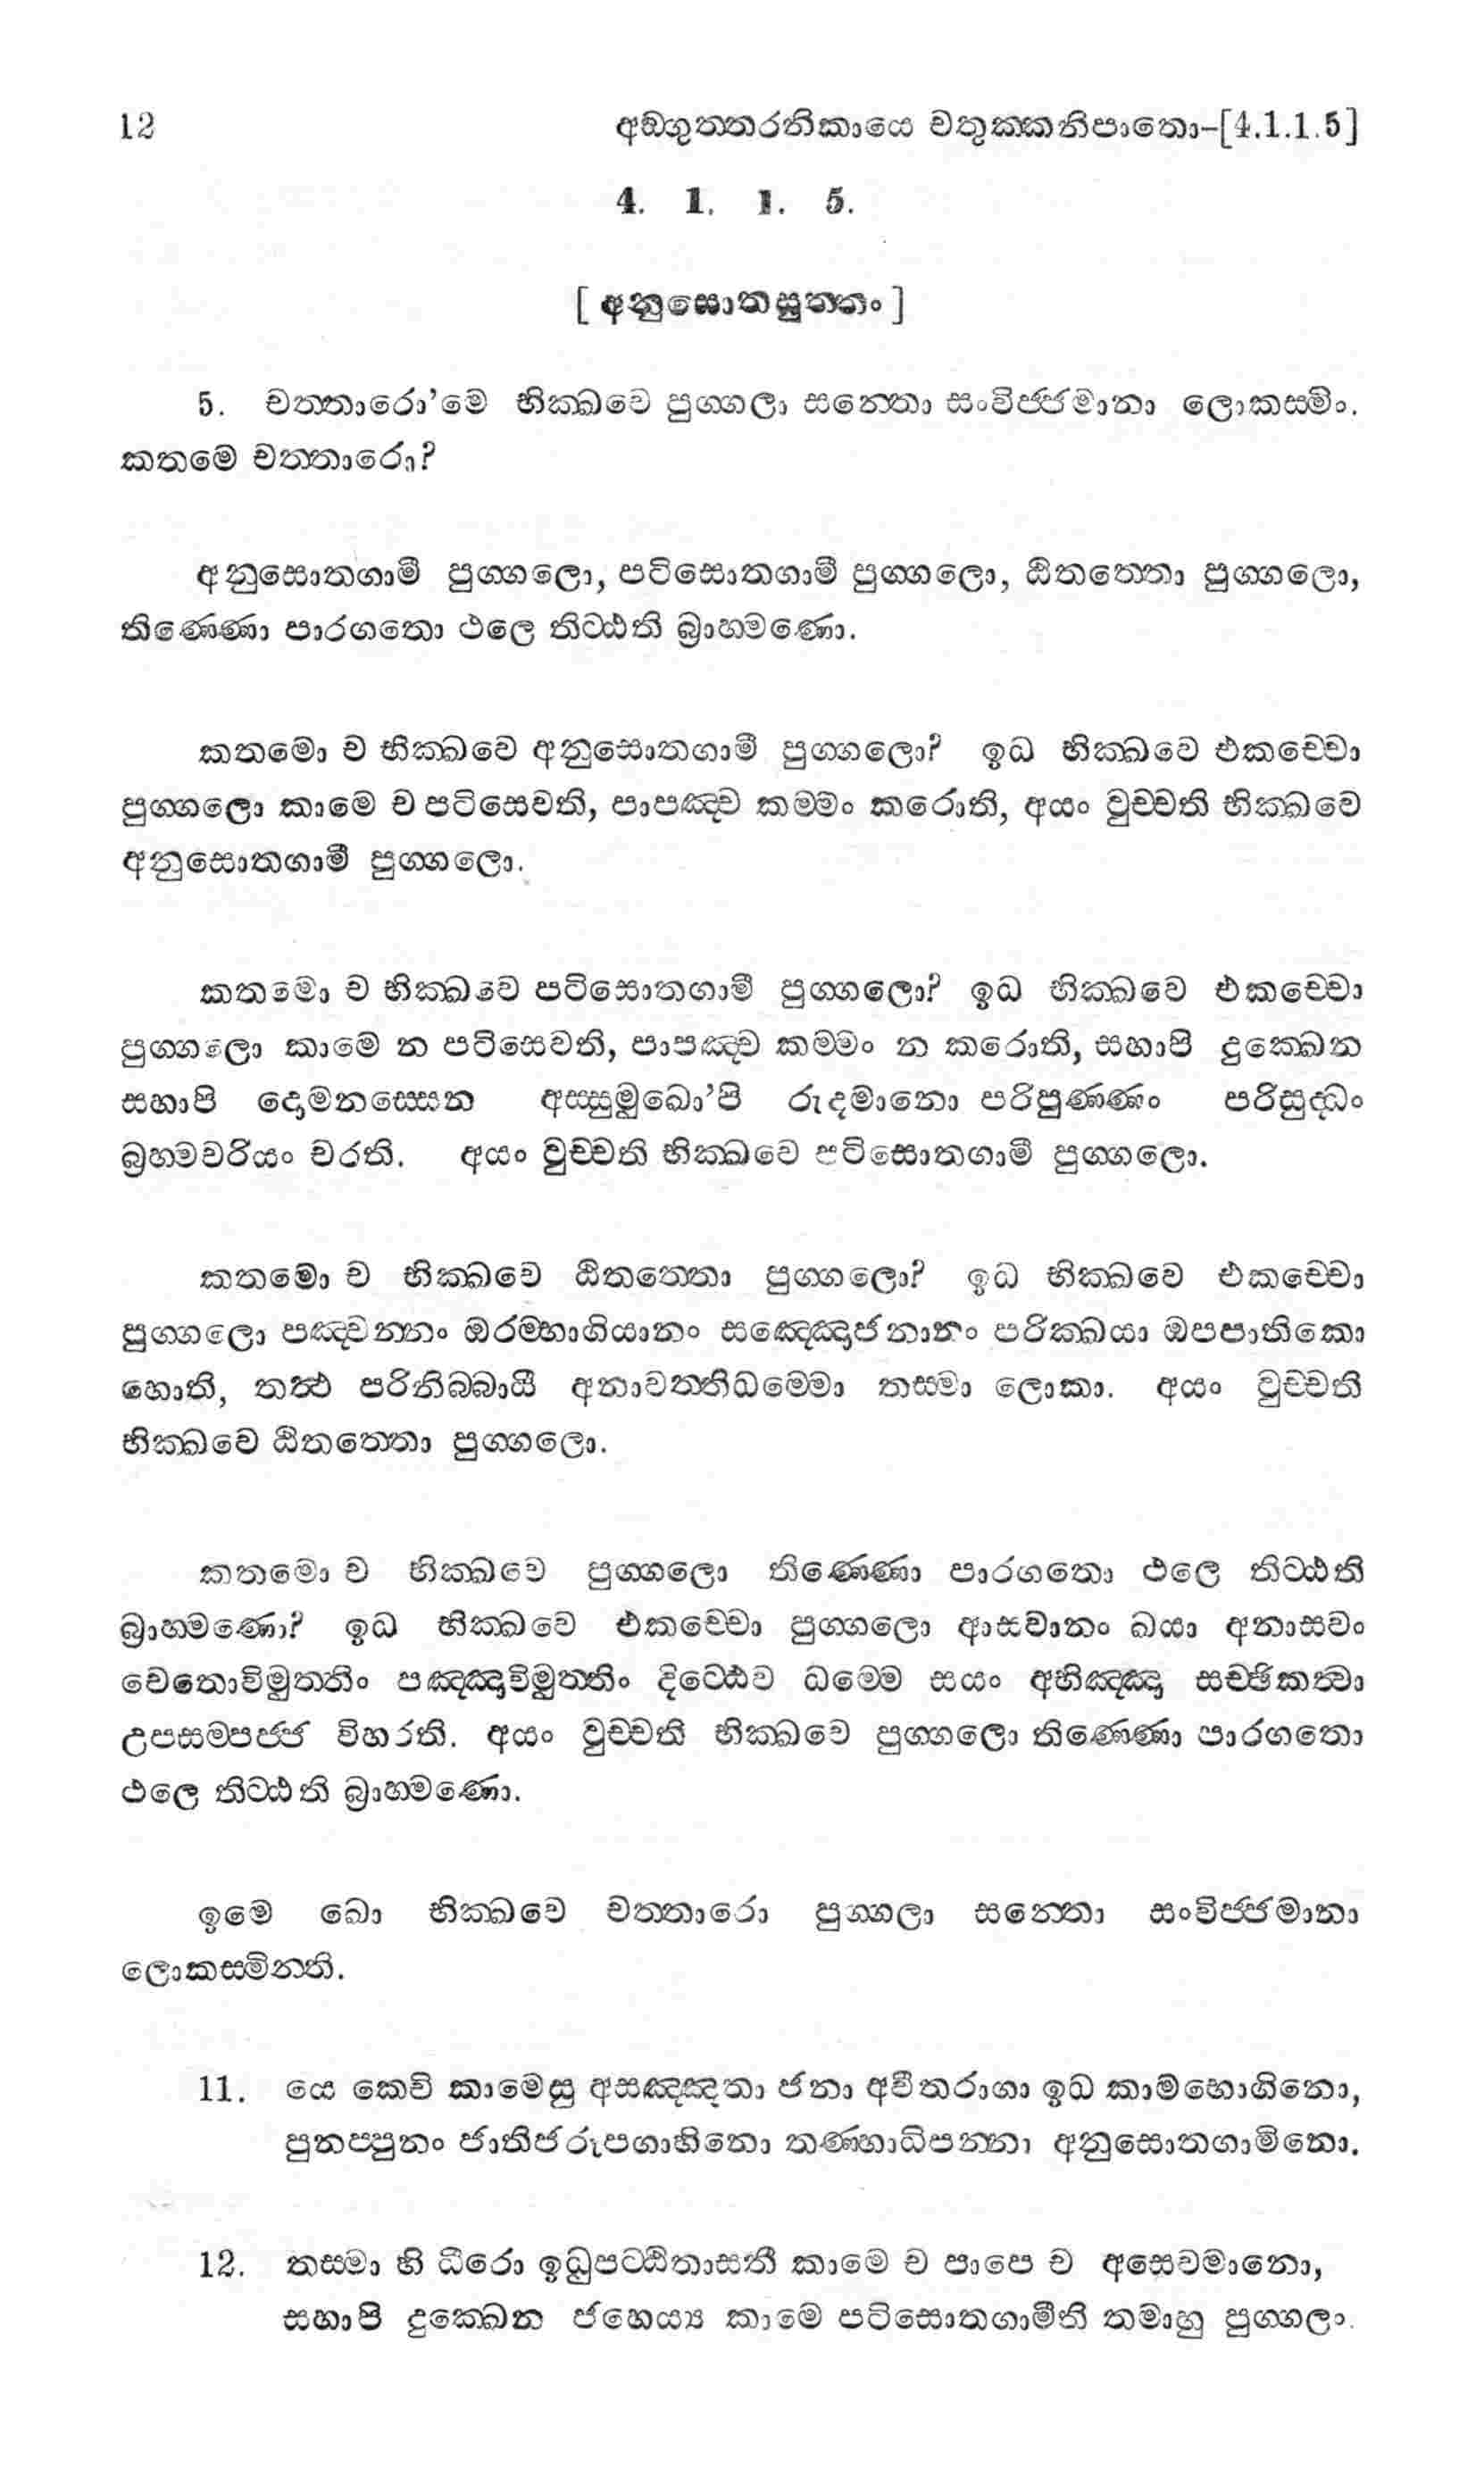 12 අඞ්ගුත්තරනිකායෙ චතුක්කනිපාතො–[4.1.1.5]
4. 1. 1. 5.
[ අනුසොතසුත්තං ]
5. චත්තාරො’මෙ භික්ඛවෙ පුග්ගලා සන්තො සංවිජ්ජමානා ලොකස්මිං.
කතමෙ චත්තාරො?
අනුසොතගාමී පුග්ගලො, පටිසොතගාමී පුග්ගලො, ඨිතත්තො පුග්ගලො,
තිණ්ණො පාරගතො ථලෙ තිට්ඨති බ්‍රාහ්මණො.
කතමො ච භික්ඛවෙ අනුසොතගාමී පුග්ගලො? ඉධ භික්ඛවෙ එකච්චො
පුග්ගලො කාමෙ ච පටිසෙවති, පාපඤ්ච කම්මං කරොති, අයං වුච්චති භික්ඛවෙ
අනුසොතගාමී පුග්ගලො.
කතමො ච භික්ඛවෙ පටිසොතගාමී පුග්ගලො? ඉධ භික්ඛවෙ එකච්චො
පුග්ගලො කාමෙ න පටිසෙවති, පාපඤ්ච කම්මං න කරොති, සහාපි දුක්ඛෙන
සහාපි දොමනස්සෙන අස්සුමුඛො’පි රුදමානො පරිපුණ්ණං පරිසුද්ධං
බ්‍රහ්මචරියං චරති. අයං වුච්චති භික්ඛවෙ පටිසොතගාමී පුග්ගලො.
කතමො ච භික්ඛවෙ ඨිතත්තො පුග්ගලො? ඉධ භික්ඛවෙ එකච්චො
පුග්ගලො පඤ්චන්නං ඔරම්භාගියානං සඤ්ඤොජනානං පරික්ඛයා ඔපපාතිකො
හොති, තත්‍ථ පරිනිබ්බායී අනාවත්තිධම්මො තස්මා ලොකා. අයං වුච්චති
භික්ඛවෙ ඨිතත්තො පුග්ගලො.
කතමො ච භික්ඛවෙ පුග්ගලො තිණ්ණො පාරගතො ථලෙ තිට්ඨති
බ්‍රාහ්මණො? ඉධ භික්ඛවෙ එකච්චො පුග්ගලො ආසවානං ඛයා අනාසවං
චෙතොවිමුත්තිං පඤ්ඤාවිමුත්තිං දිට්ඨෙව ධම්මෙ සයං අභිඤ්ඤා සච්ඡිකත්‍වා
උපසම්පජ්ජ විහරති. අයං වුච්චති භික්ඛවෙ පුග්ගලො තිණ්ණො පාරගතො
ථලෙ තිට්ඨති බ්‍රාහ්මණො.
ඉමෙ ඛො භික්ඛවෙ චත්තාරො පුග්ගලා සන්තො සංවිජ්ජමානා
ලොකස්මින්ති.
11. යෙ කෙචි කාමෙසු අසඤ්ඤතා ජනා අවීතරාගා ඉධ කාමභොගිනො,
පුනප්පුනං ජාතිජරූපගාභිනො තණ්හාධිපන්නා අනුසොතගාමිනො.
12. තස්මා හි ධීරො ඉධුපට්ඨිතාසතී කාමෙ ච පාපෙ ච අසෙවමානො,
සහාපි දුක්ඛෙන ජහෙය්‍ය කාමෙ පටිසොතගාමීති තමාහු පුග්ගලං.